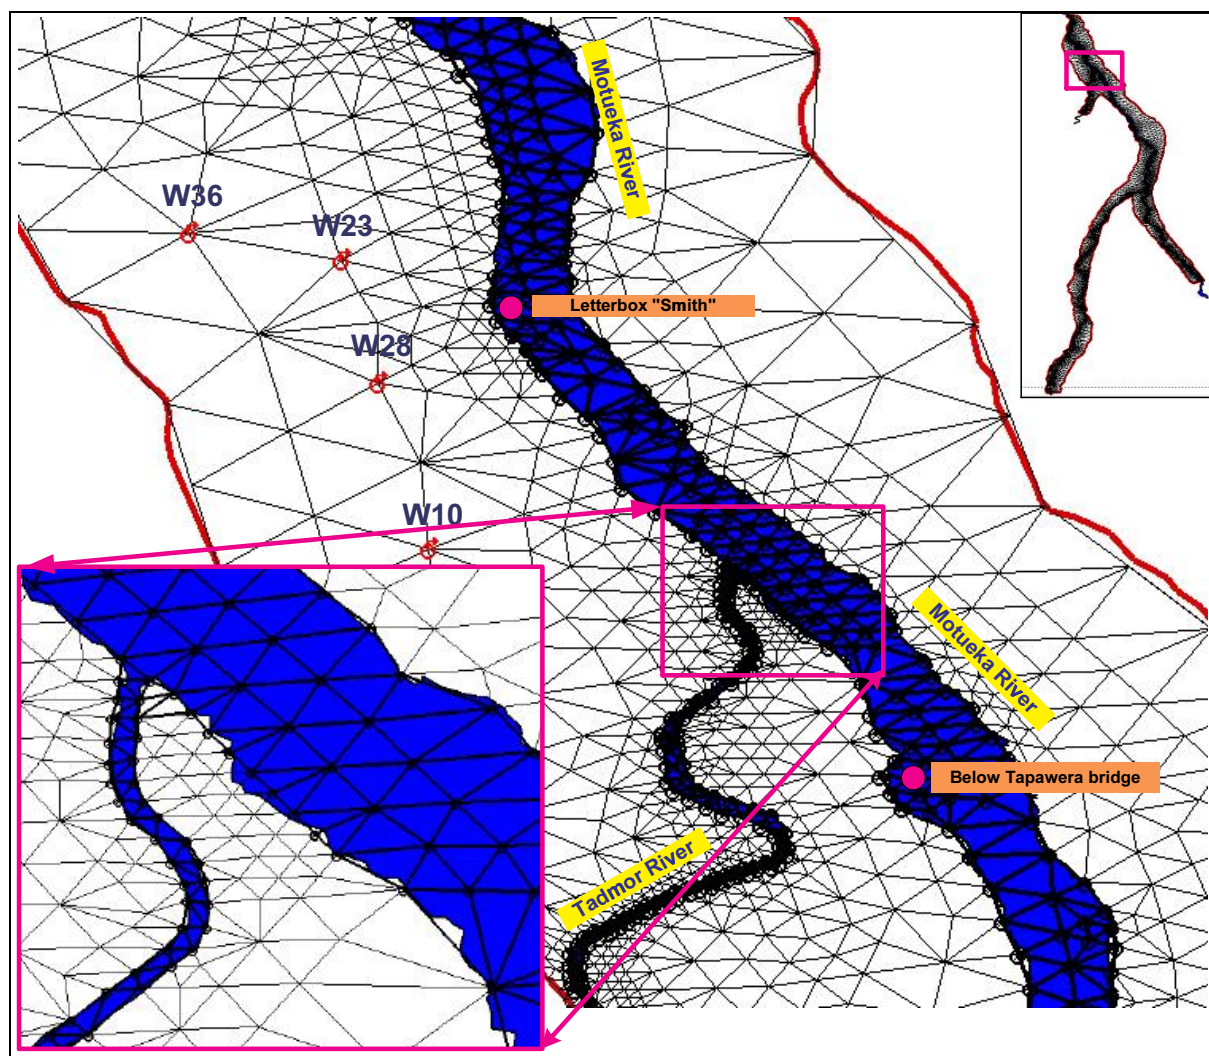 Motueka River
W36
W23
Letterbox "Smith"
W28
W10
Motueka River
Below Tapawera bridge
Tadmor River